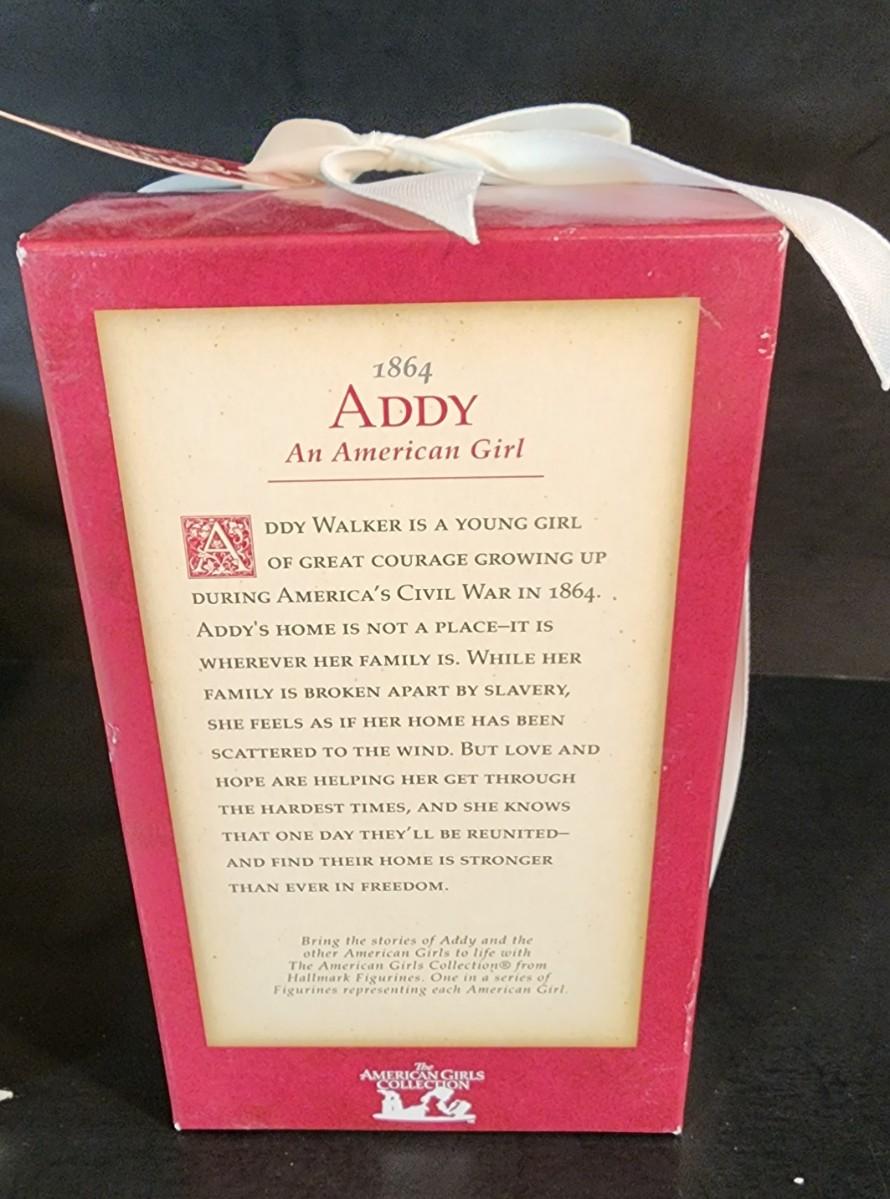 1864
ADDY
An American Girl
ADDY WALKER IS A YOUNG GIRL
OF GREAT COURAGE GROWING UP
DURING AMERICA'S CIVIL WAR IN 1864.
ADDY'S HOME IS NOT A PLACE–IT IS
WHEREVER HER FAMILY IS. WHILE HER
FAMILY IS BROKEN APART BY SLAVERY,
SHE FEELS AS IF HER HOME HAS BEEN
SCATTERED TO THE WIND. BUT LOVE AND
HOPE ARE HELPING HER GET THROUGH
THE HARDEST TIMES, AND SHE KNOWS
THAT ONE DAY THEY'LL BE REUNITED–
AND FIND THEIR HOME IS STRONGER
THAN EVER IN FREEDOM.
Bring the stories of Addy and the
other American Girls to life with
The American Girls Collection® from
Hallmark Figurines. One in a series of
Figurines representing each American Girl.
The
AMERICAN GIRLS
COLLECTION